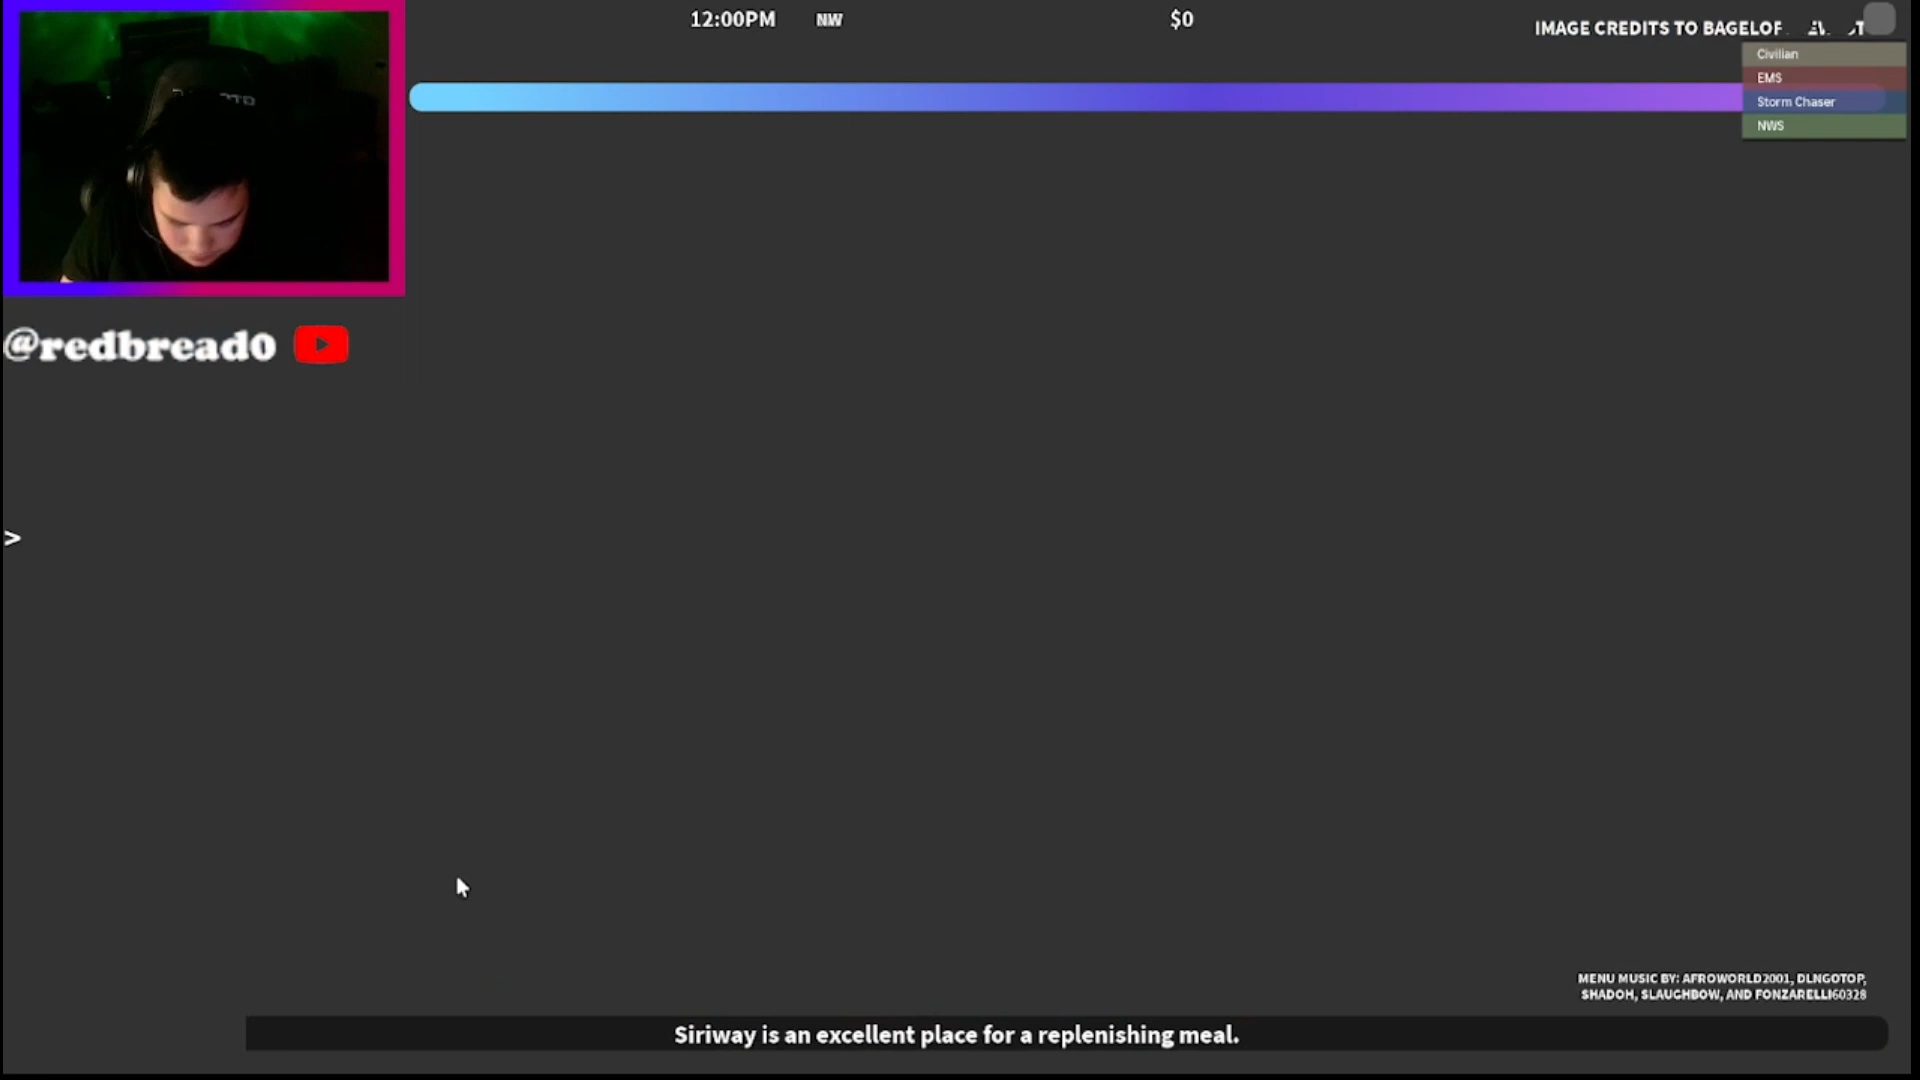 12:00PM NW $0
IMAGE CREDITS TO BAGELOF
Civilian
EMS
Storm Chaser
NWS
@redbread0
>
MENU MUSIC BY: AFROWORLD2001, DLNGOTOP,
SHADOH, SLAUGHBOW, AND FONZARELLI60328
Siriway is an excellent place for a replenishing meal.